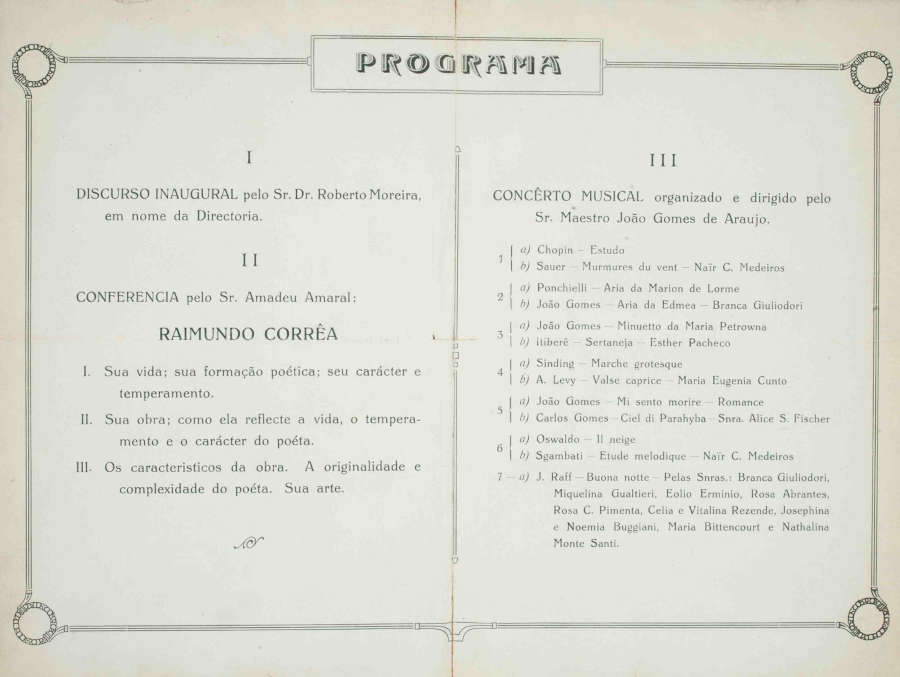 PROGRAMA
I
DISCURSO INAUGURAL pelo Sr. Dr. Roberto Moreira,
em nome da Directoria.
II
CONFERENCIA pelo Sr. Amadeu Amaral:
RAIMUNDO CORRÊA
I. Sua vida; sua formação poética; seu carácter e
temperamento.
II. Sua obra; como ela reflecte a vida, o tempera-
mento e o carácter do poéta.
III. Os caracteristicos da obra. A originalidade e
complexidade do poéta. Sua arte.
III
CONCÊRTO MUSICAL organizado e dirigido pelo
Sr. Maestro João Gomes de Araujo.
1 a) Chopin — Estudo
b) Sauer — Murmures du vent — Naïr C. Medeiros
2 a) Ponchielli — Aria da Marion de Lorme
b) João Gomes — Aria da Edmea — Branca Giuliodori
3 a) João Gomes — Minuetto da Maria Petrowna
b) Itiberê — Sertaneja — Esther Pacheco
4 a) Sinding — Marche grotesque
b) A. Levy — Valse caprice — Maria Eugenia Cunto
5 a) João Gomes — Mi sento morire — Romance
b) Carlos Gomes — Ciel di Parahyba — Snra. Alice S. Fischer
6 a) Oswaldo — Il neige
b) Sgambati — Etude melodique — Naïr C. Medeiros
7 — a) J. Raff — Buona notte — Pelas Snras.: Branca Giuliodori,
Miquelina Gualtieri, Eolio Erminio, Rosa Abrantes,
Rosa C. Pimenta, Celia e Vitalina Rezende, Josephina
e Noemia Buggiani, Maria Bittencourt e Nathalina
Monte Santi.